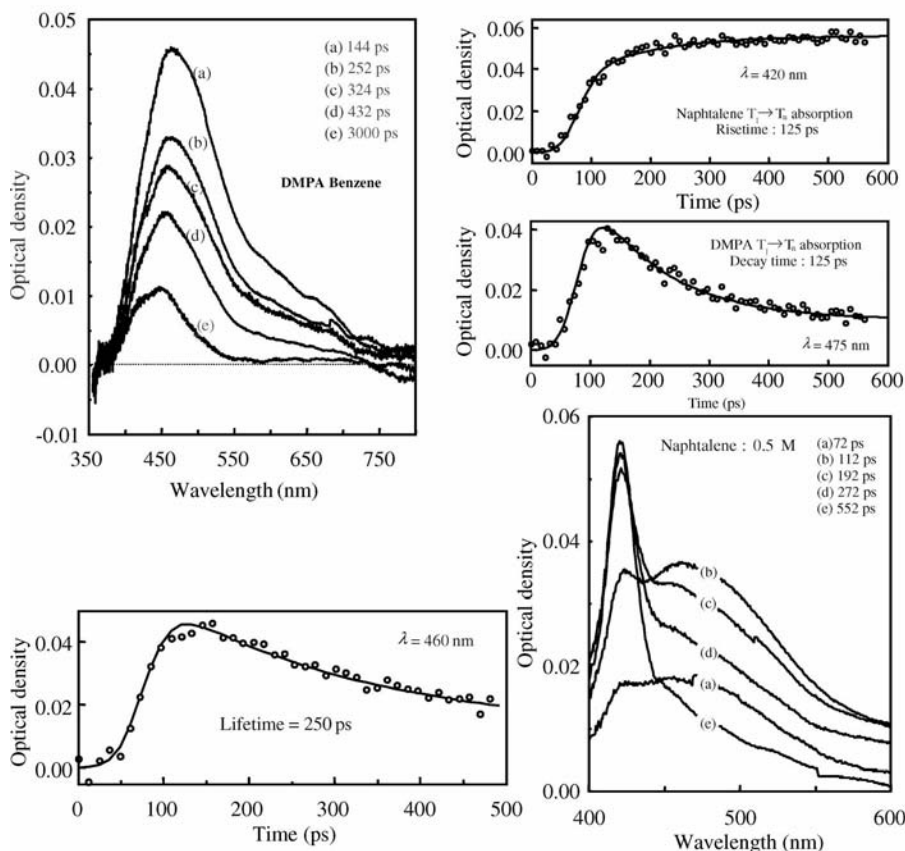 0.05
0.04
0.03
0.02
0.01
0.00
-0.01
Optical density
(a) 144 ps
(b) 252 ps
(c) 324 ps
(d) 432 ps
(e) 3000 ps
DMPA Benzene
(a)
(b)
(c)
(d)
(e)
350 450 550 650 750
Wavelength (nm)
0.06
0.04
0.02
0.00
Optical density
λ = 420 nm
Naphtalene T₁→Tₙ absorption
Risetime : 125 ps
0 100 200 300 400 500 600
Time (ps)
0.04
0.02
0.00
Optical density
DMPA T₁→Tₙ absorption
Decay time : 125 ps
λ = 475 nm
0 100 200 300 400 500 600
Time (ps)
0.04
0.02
0.00
Optical density
λ = 460 nm
Lifetime = 250 ps
0 100 200 300 400 500
Time (ps)
0.06
0.04
0.02
0.00
Optical density
Naphtalene : 0.5 M
(a)72 ps
(b) 112 ps
(c) 192 ps
(d) 272 ps
(e) 552 ps
(b)
(c)
(d)
(a)
(e)
400 500 600
Wavelength (nm)